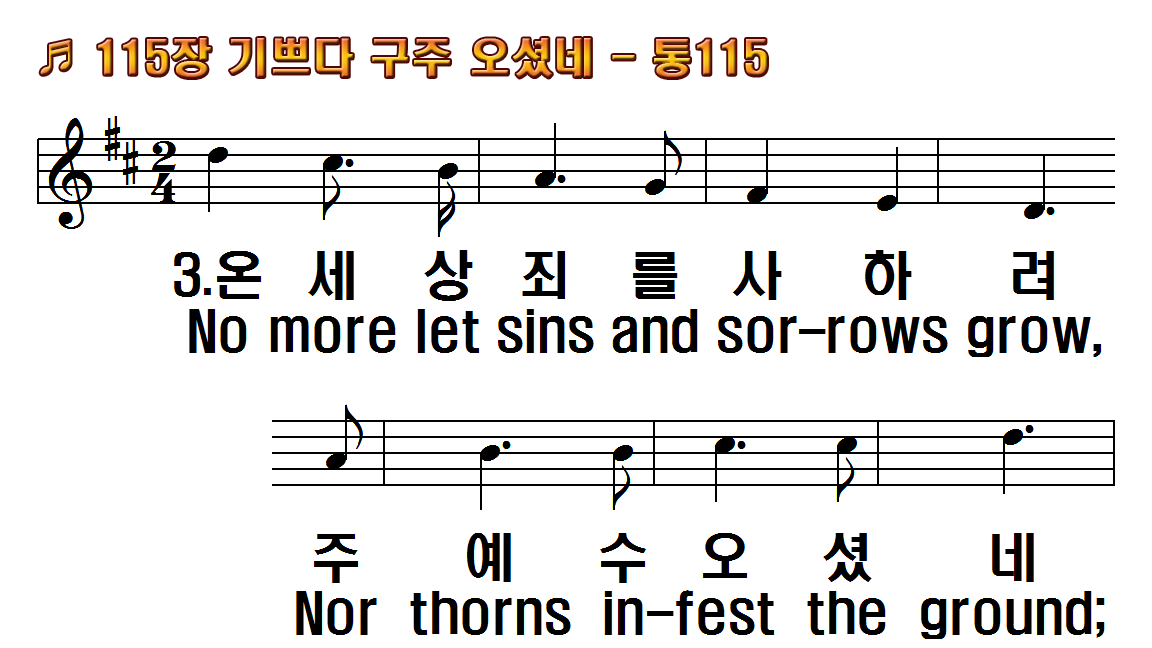 ♬ 115장 기쁘다 구주 오셨네 - 통115
2
4
3.온 세 상 죄 를 사 하 려
No more let sins and sor-rows grow,
주 예 수 오 셨 네
Nor thorns in-fest the ground;